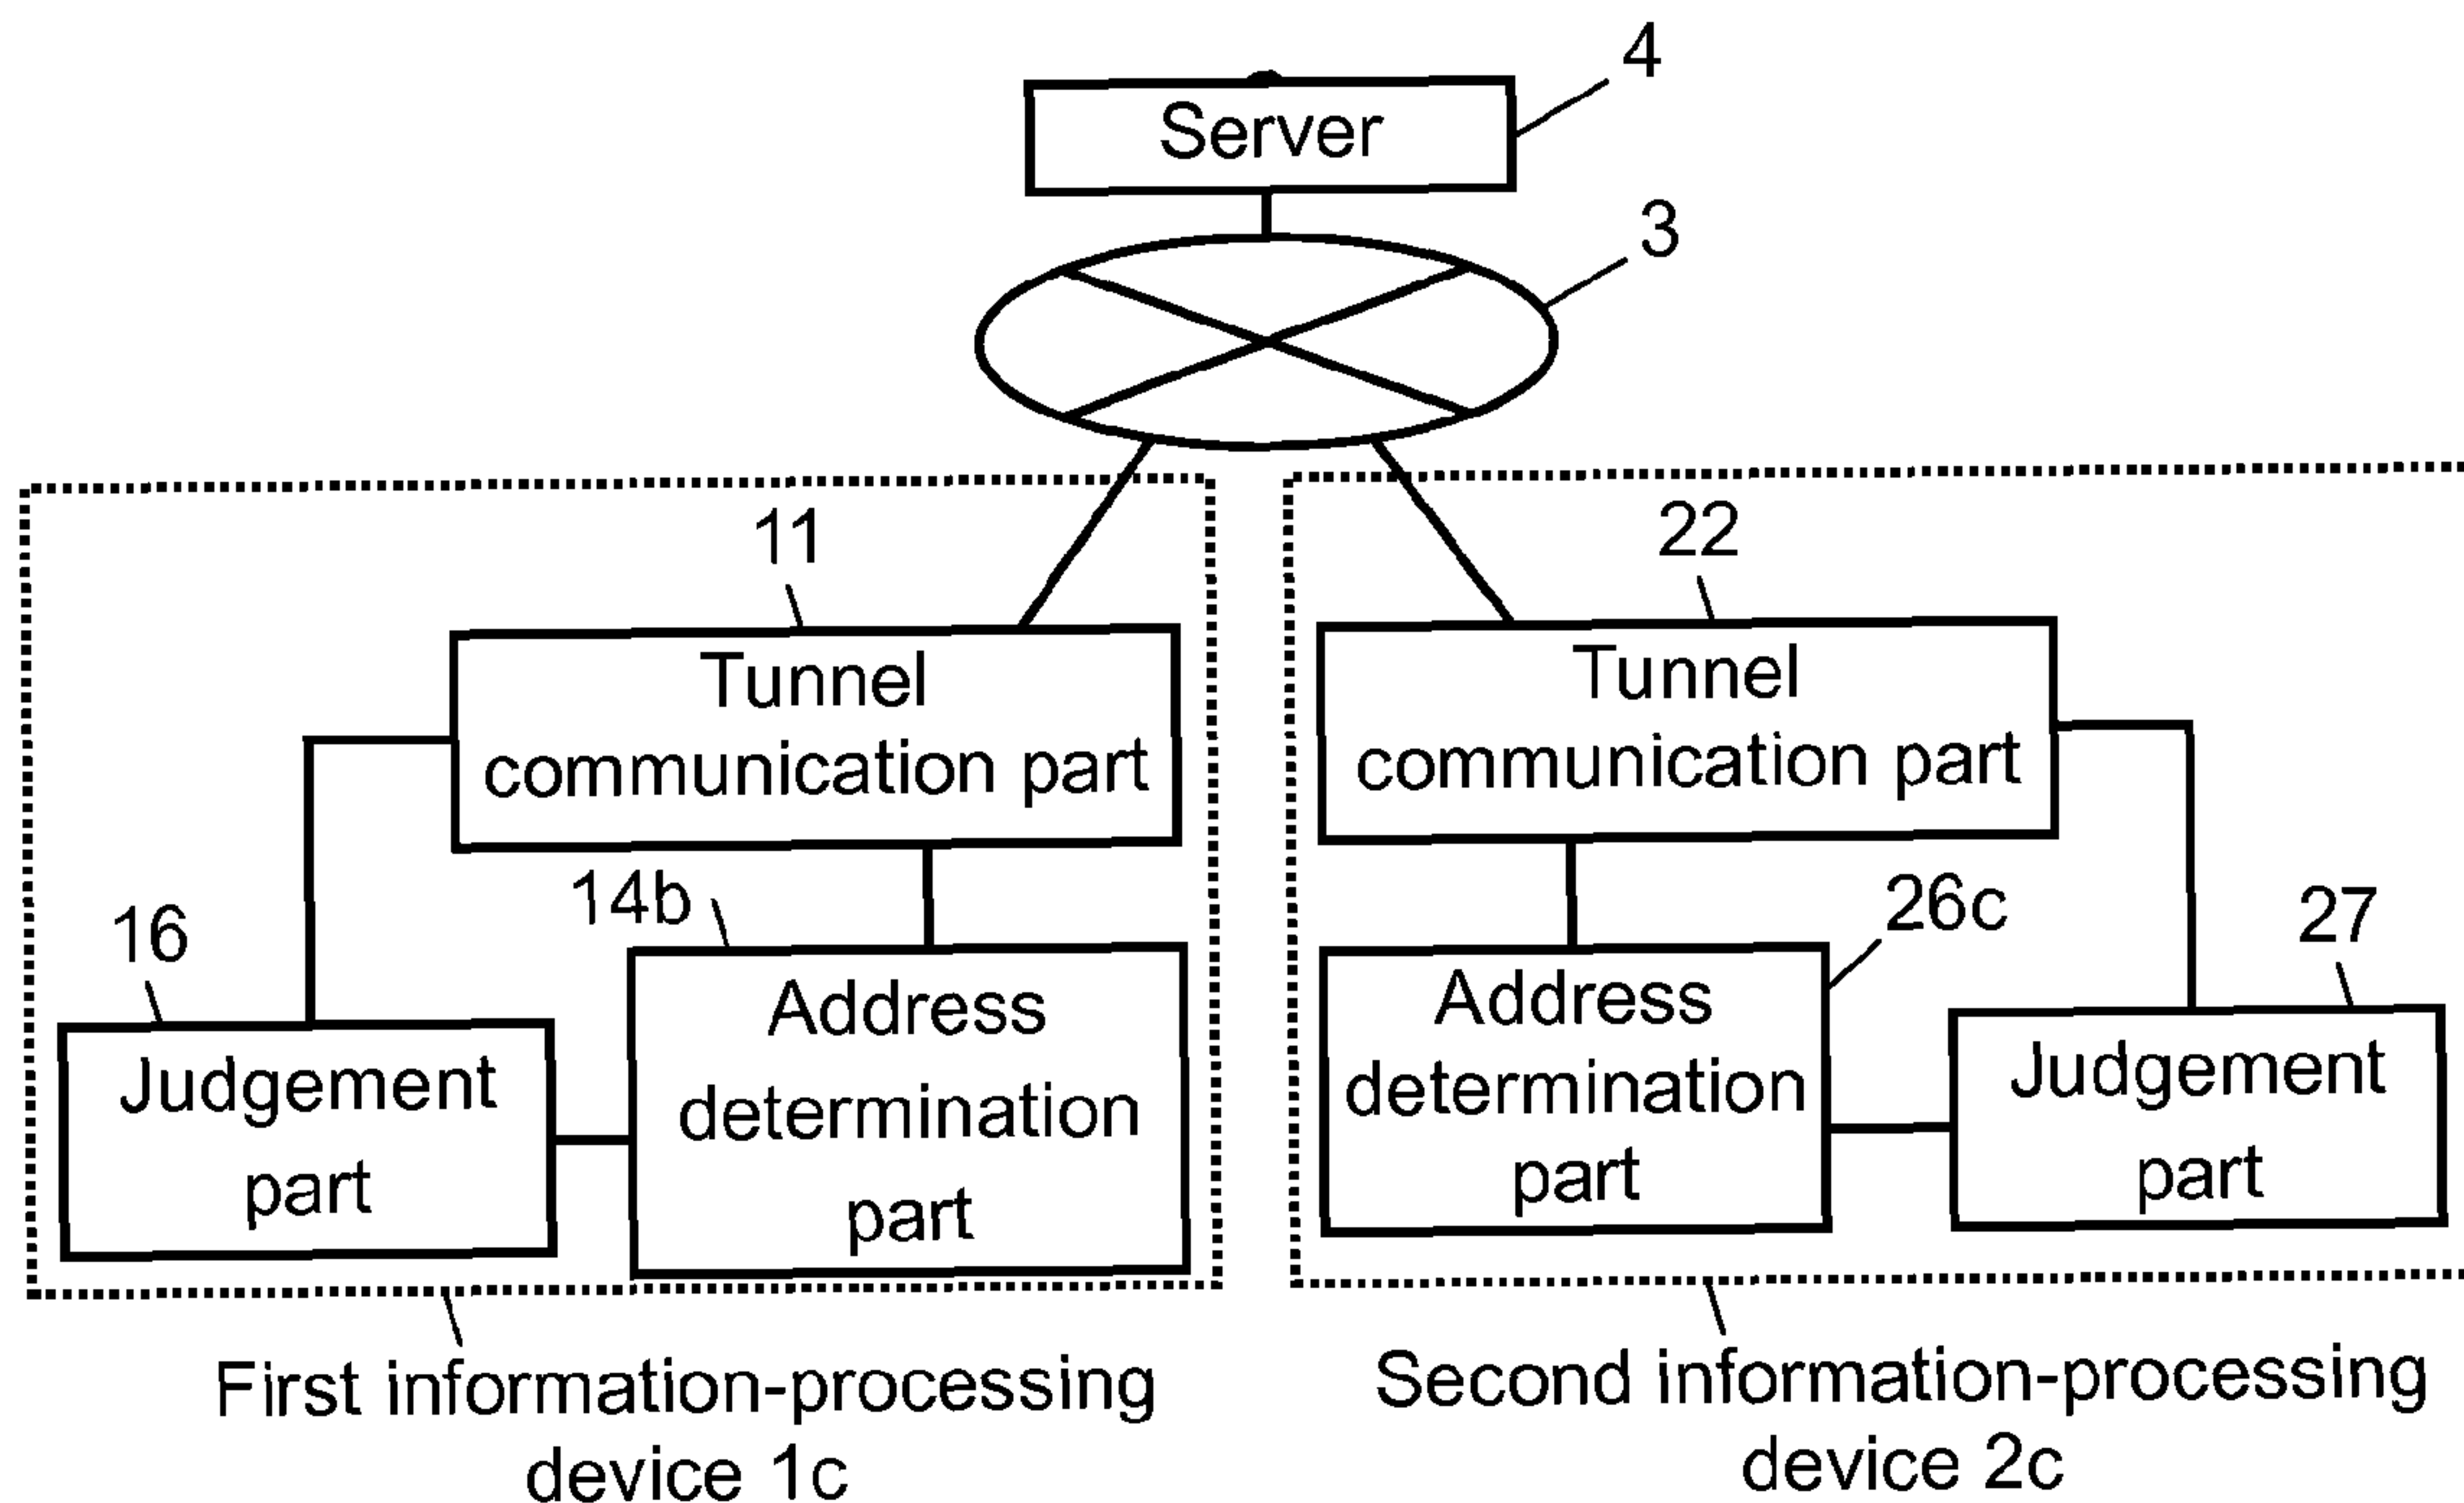 4
Server
3
11
Tunnel
communication part
22
Tunnel
communication part
16
Judgement
part
14b
Address
determination
part
26c
Address
determination
part
27
Judgement
part
First information-processing
device 1c
Second information-processing
device 2c